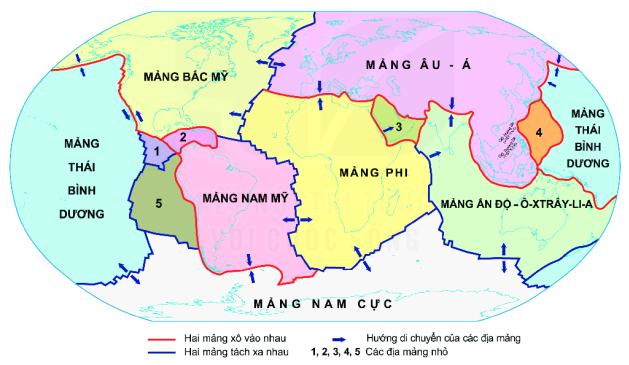 MẢNG BẮC MỸ
MẢNG ÂU - Á
MẢNG
THÁI
BÌNH
DƯƠNG
1
2
3
4
5
MẢNG NAM MỸ
MẢNG PHI
MẢNG
THÁI
BÌNH
DƯƠNG
MẢNG ẤN ĐỘ - Ô-XTRÂY-LI-A
MẢNG NAM CỰC
Hai mảng xô vào nhau
Hướng di chuyển của các địa mảng
Hai mảng tách xa nhau
1, 2, 3, 4, 5 Các địa mảng nhỏ